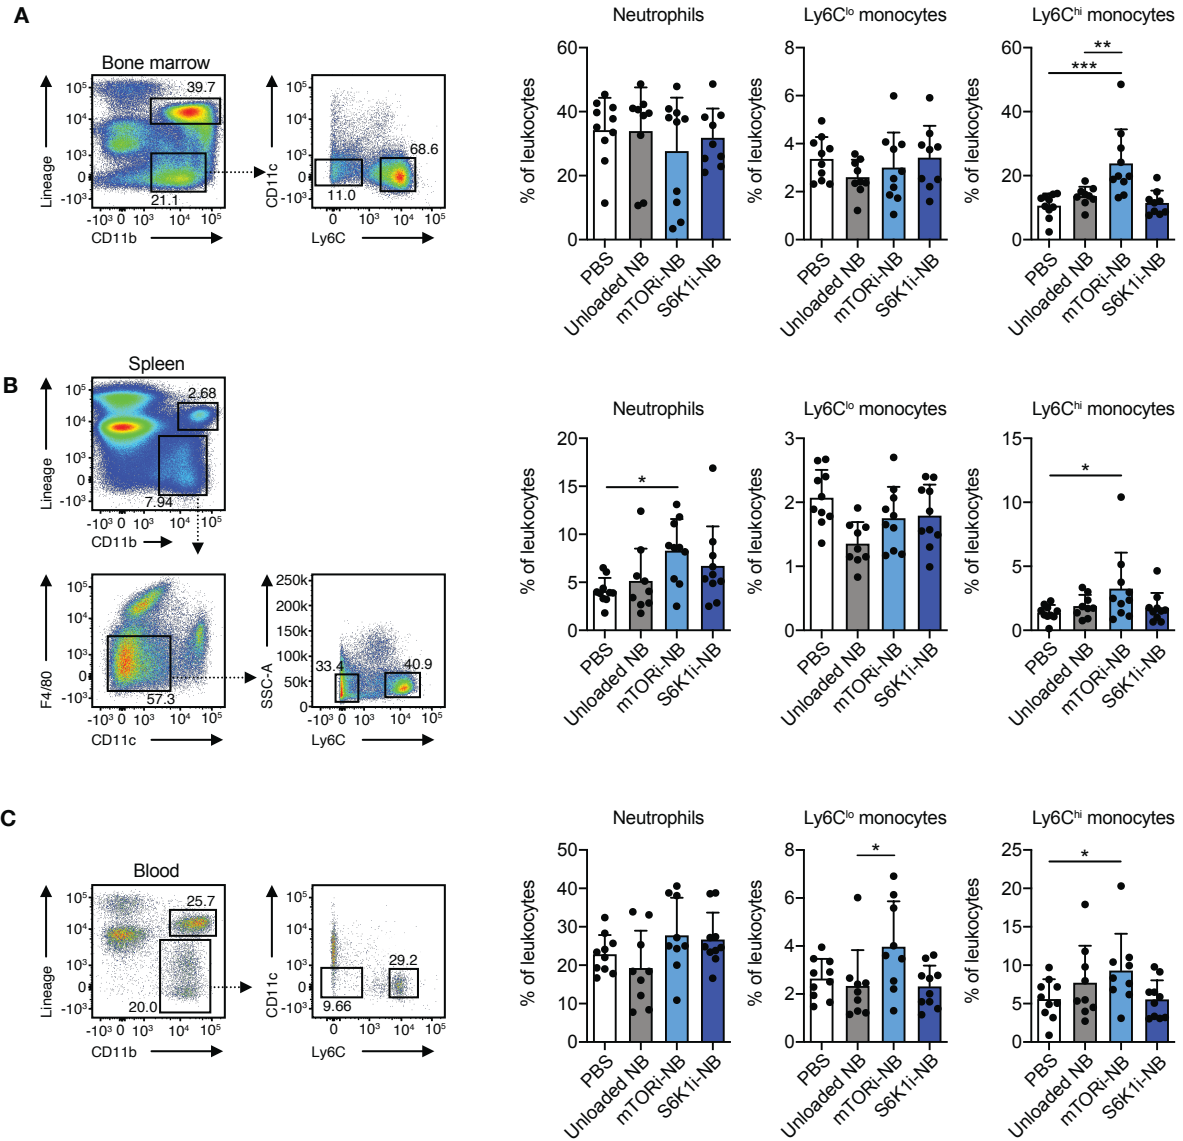 A
Bone marrow
Lineage
10⁵
10⁴
10³
0
-10³
39.7
21.1
-10³ 0 10³ 10⁴ 10⁵
CD11b
CD11c
10⁵
10⁴
10³
0
-10³
68.6
11.0
0 10³ 10⁴ 10⁵
Ly6C
Neutrophils
% of leukocytes
60
40
20
0
PBS
Unloaded NB
mTORi-NB
S6K1i-NB
Ly6Cˡᵒ monocytes
% of leukocytes
8
6
4
2
0
PBS
Unloaded NB
mTORi-NB
S6K1i-NB
Ly6Cʰⁱ monocytes
% of leukocytes
60
40
20
0
**
***
PBS
Unloaded NB
mTORi-NB
S6K1i-NB
B
Spleen
Lineage
10⁵
10⁴
10³
0
-10³
2.68
7.94
-10³ 0 10³ 10⁴ 10⁵
CD11b
F4/80
10⁵
10⁴
10³
0
-10³
57.3
-10³ 0 10³ 10⁴ 10⁵
CD11c
SSC-A
250k
200k
150k
100k
50k
0
33.4
40.9
-10³ 0 10³ 10⁴ 10⁵
Ly6C
Neutrophils
% of leukocytes
20
15
10
5
0
*
PBS
Unloaded NB
mTORi-NB
S6K1i-NB
Ly6Cˡᵒ monocytes
% of leukocytes
3
2
1
0
PBS
Unloaded NB
mTORi-NB
S6K1i-NB
Ly6Cʰⁱ monocytes
% of leukocytes
15
10
5
0
*
PBS
Unloaded NB
mTORi-NB
S6K1i-NB
C
Blood
Lineage
10⁵
10⁴
10³
0
-10³
25.7
20.0
-10³ 0 10³ 10⁴ 10⁵
CD11b
CD11c
10⁵
10⁴
10³
0
-10³
29.2
9.66
0 10³ 10⁴ 10⁵
Ly6C
Neutrophils
% of leukocytes
50
40
30
20
10
0
PBS
Unloaded NB
mTORi-NB
S6K1i-NB
Ly6Cˡᵒ monocytes
% of leukocytes
8
6
4
2
0
*
PBS
Unloaded NB
mTORi-NB
S6K1i-NB
Ly6Cʰⁱ monocytes
% of leukocytes
25
20
15
10
5
0
*
PBS
Unloaded NB
mTORi-NB
S6K1i-NB